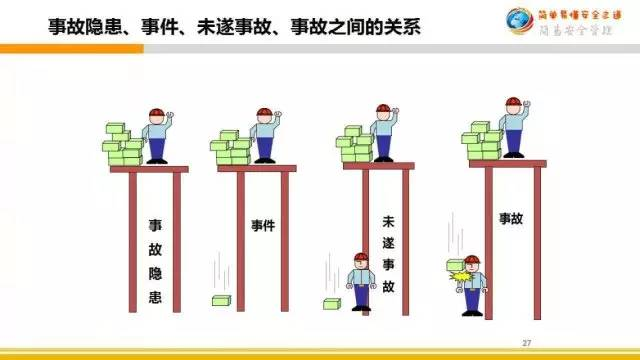 事故隐患、事件、未遂事故、事故之间的关系
简单易懂安全之道
简易安全管理
事故隐患
事件
未遂事故
事故
27